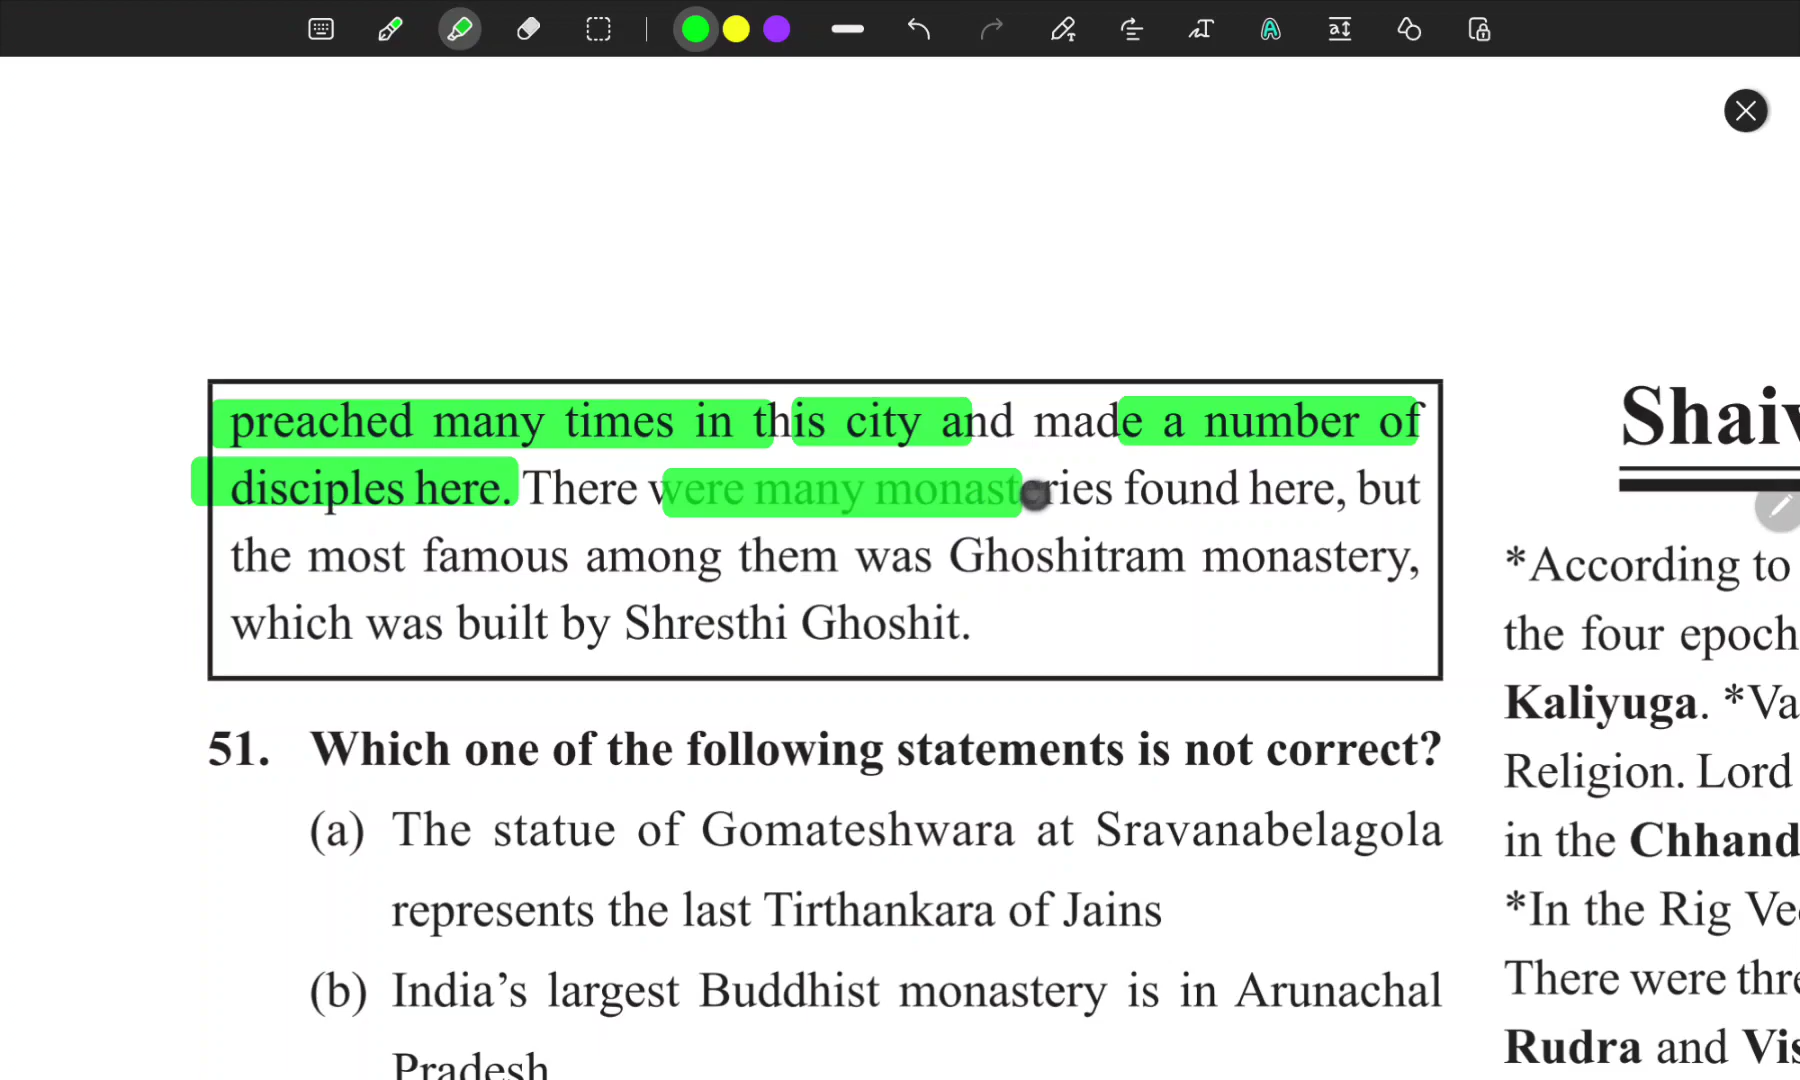 preached many times in this city and made a number of
disciples here. There were many monasteries found here, but
the most famous among them was Ghoshitram monastery,
which was built by Shresthi Ghoshit.
51. Which one of the following statements is not correct?
(a) The statue of Gomateshwara at Sravanabelagola
represents the last Tirthankara of Jains
(b) India’s largest Buddhist monastery is in Arunachal
Pradesh
Shaiv
*According to
the four epoch
Kaliyuga. *Va
Religion. Lord
in the Chhand
*In the Rig Ve
There were thre
Rudra and Vis